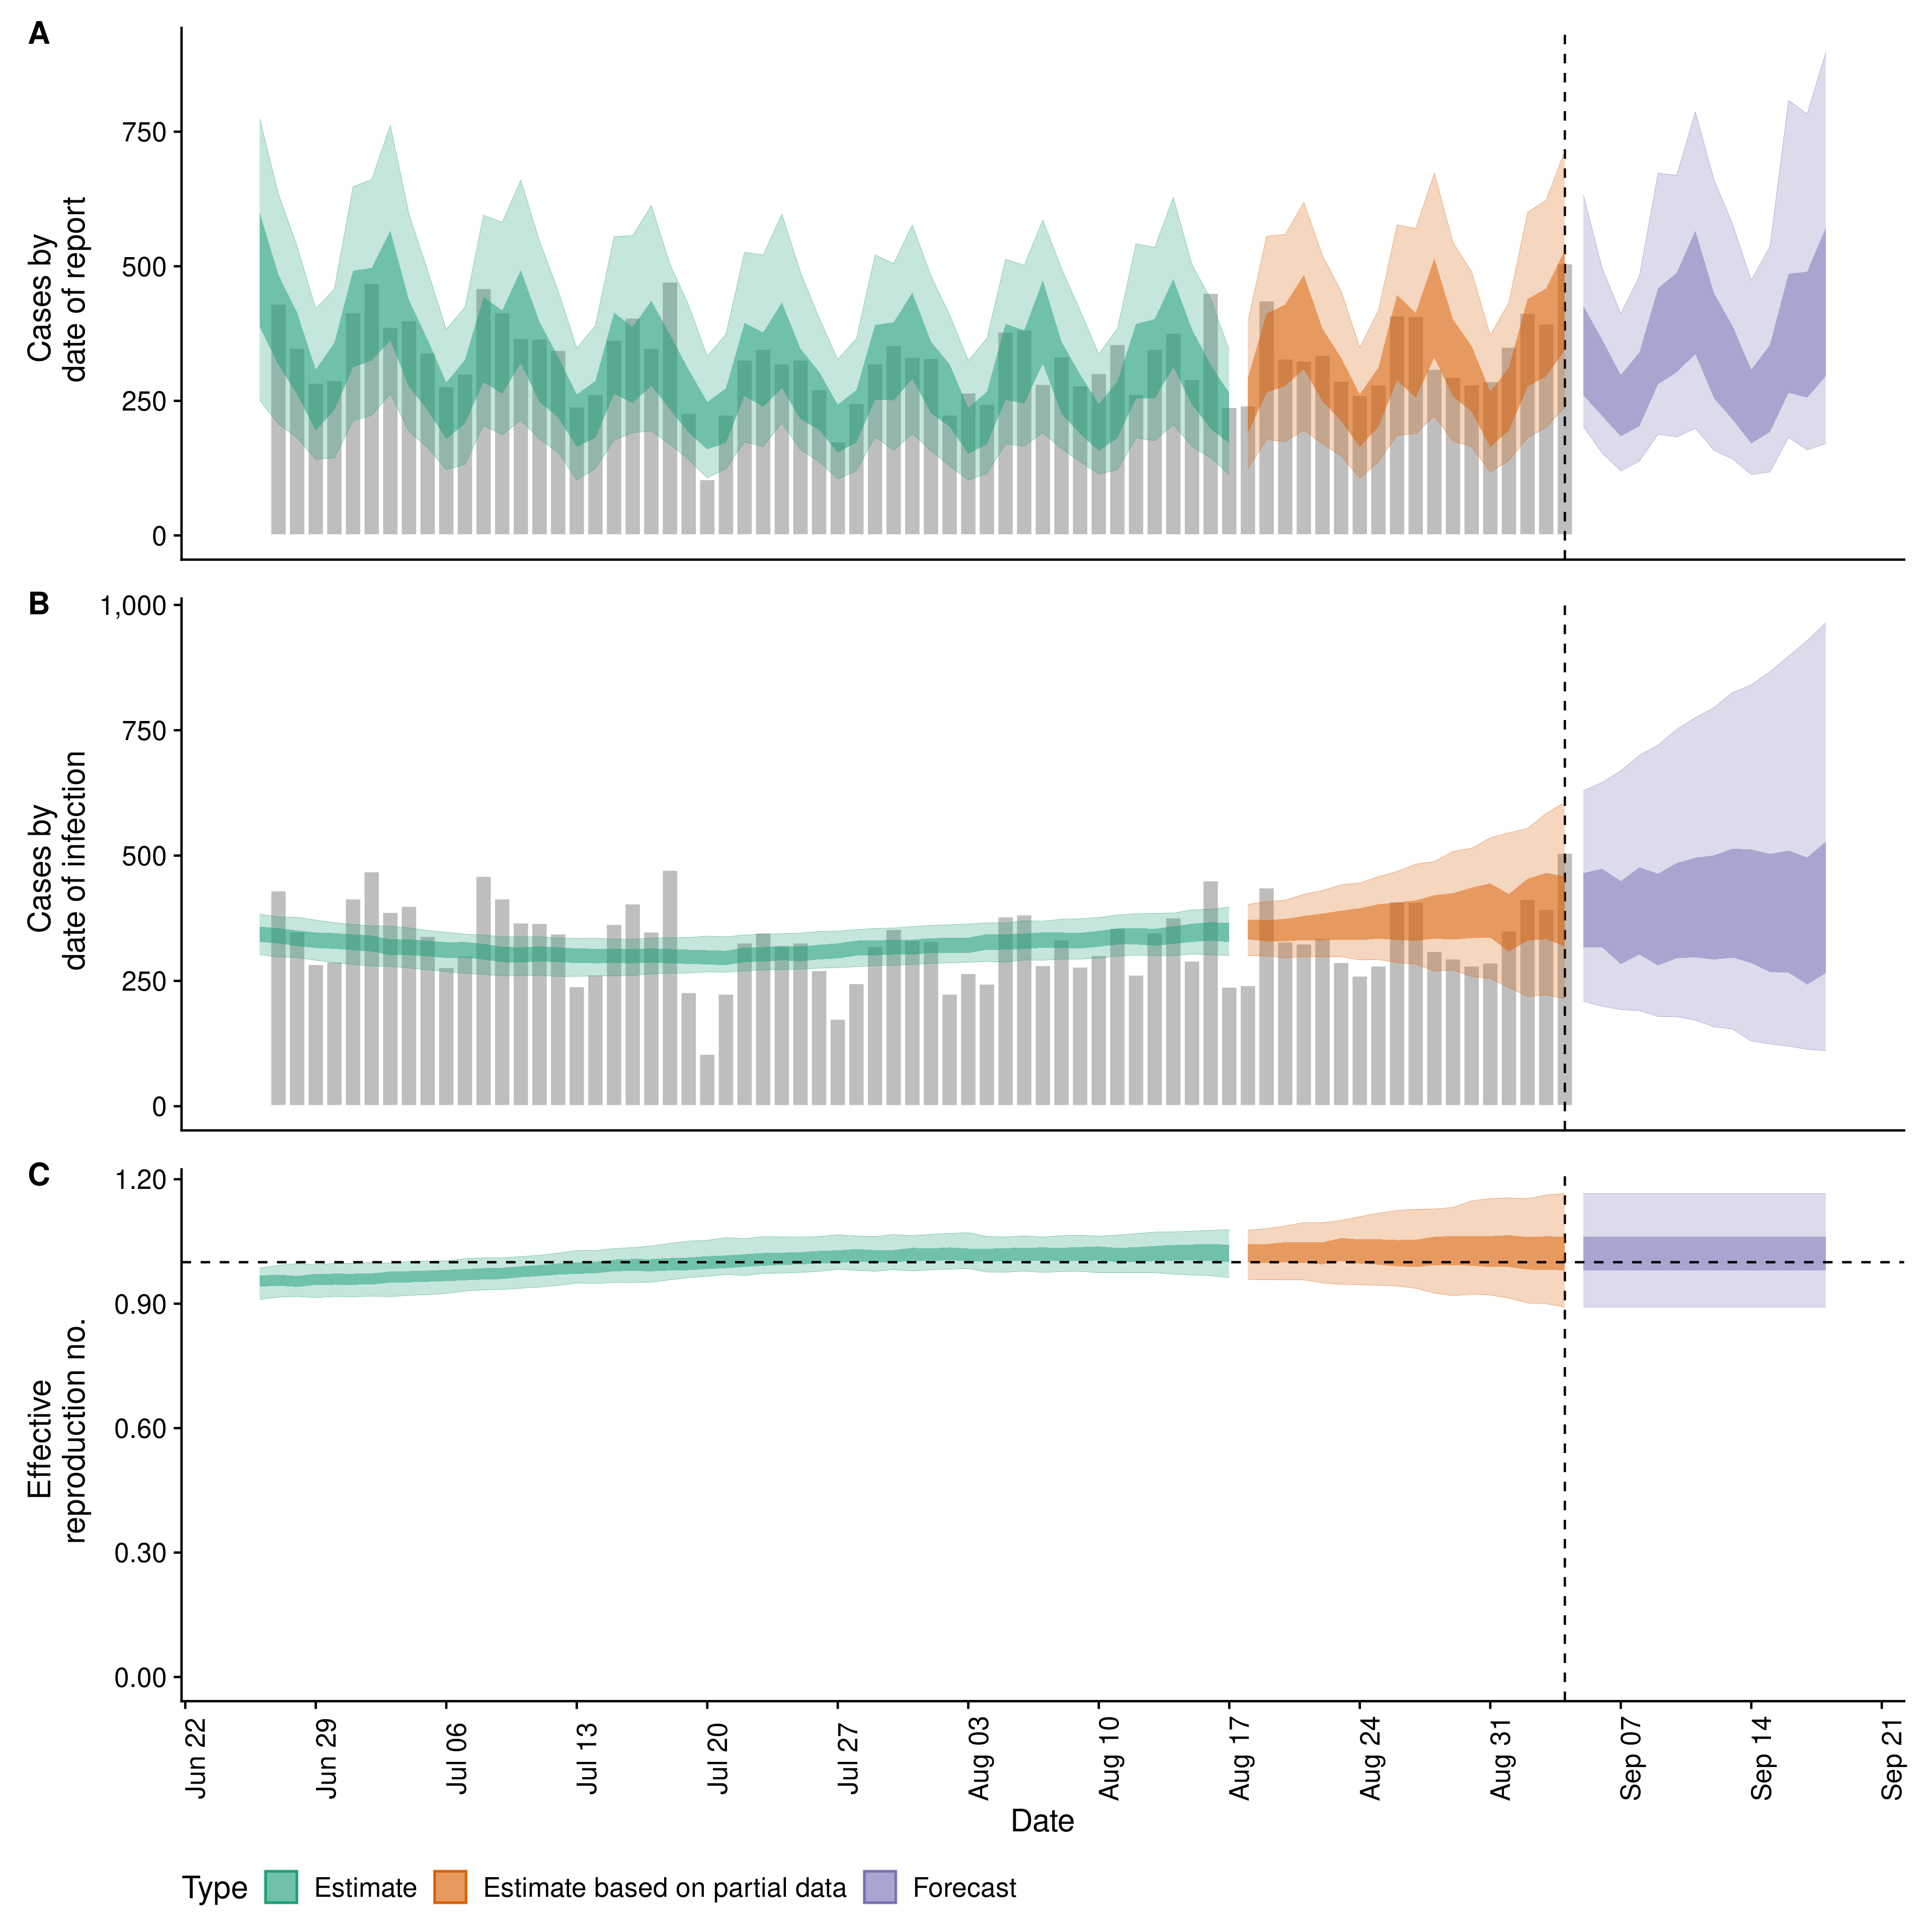 A
Cases by
date of report
750
500
250
0
B
Cases by
date of infection
1,000
750
500
250
0
C
Effective
reproduction no.
1.20
0.90
0.60
0.30
0.00
Jun 22
Jun 29
Jul 06
Jul 13
Jul 20
Jul 27
Aug 03
Aug 10
Aug 17
Aug 24
Aug 31
Sep 07
Sep 14
Sep 21
Date
Type Estimate Estimate based on partial data Forecast